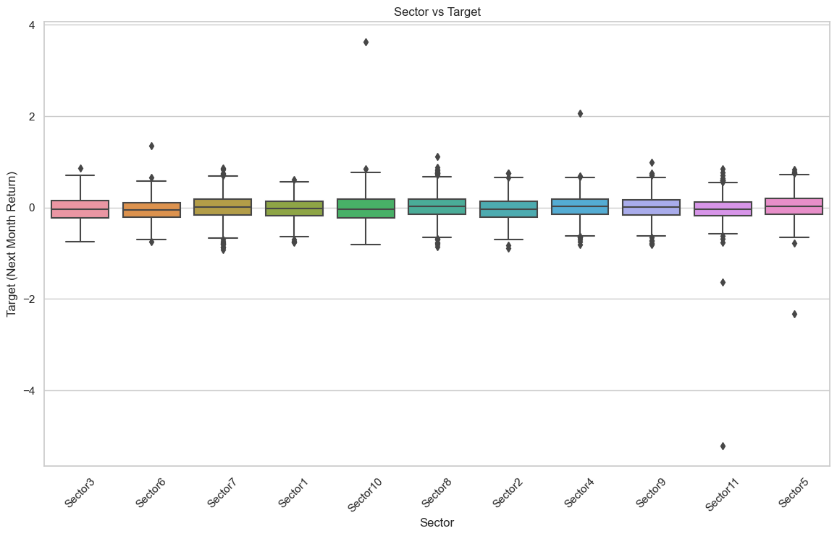 Sector vs Target
Target (Next Month Return)
4
2
0
−2
−4
Sector3
Sector6
Sector7
Sector1
Sector10
Sector8
Sector2
Sector4
Sector9
Sector11
Sector5
Sector